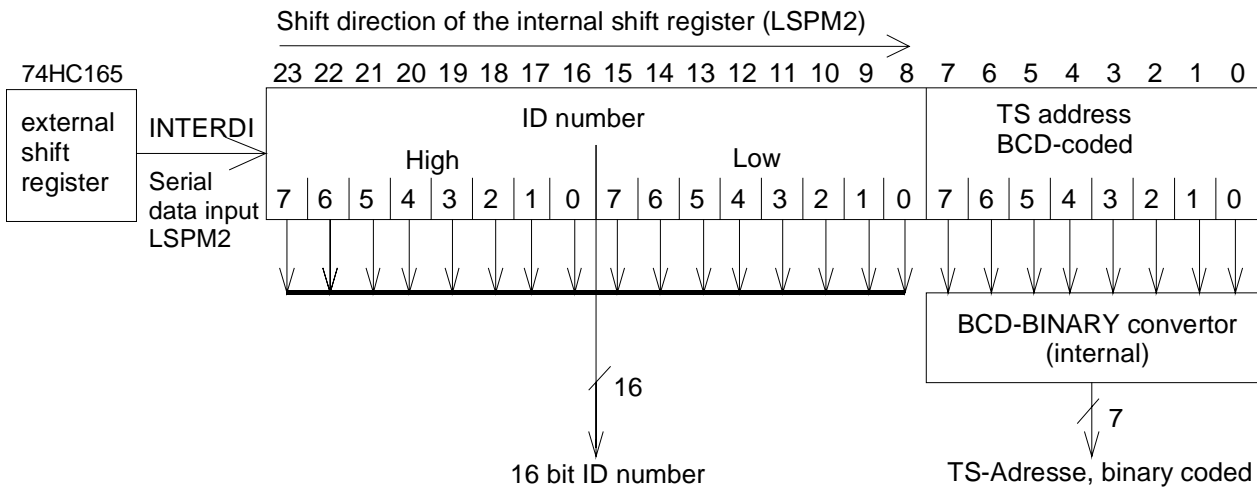 Shift direction of the internal shift register (LSPM2)
74HC165
23 22 21 20 19 18 17 16 15 14 13 12 11 10 9 8 7 6 5 4 3 2 1 0
external
shift
register
INTERDI
Serial
data input
LSPM2
ID number
High
Low
TS address
BCD-coded
7 6 5 4 3 2 1 0 7 6 5 4 3 2 1 0 7 6 5 4 3 2 1 0
BCD-BINARY convertor
(internal)
16
7
16 bit ID number
TS-Adresse, binary coded